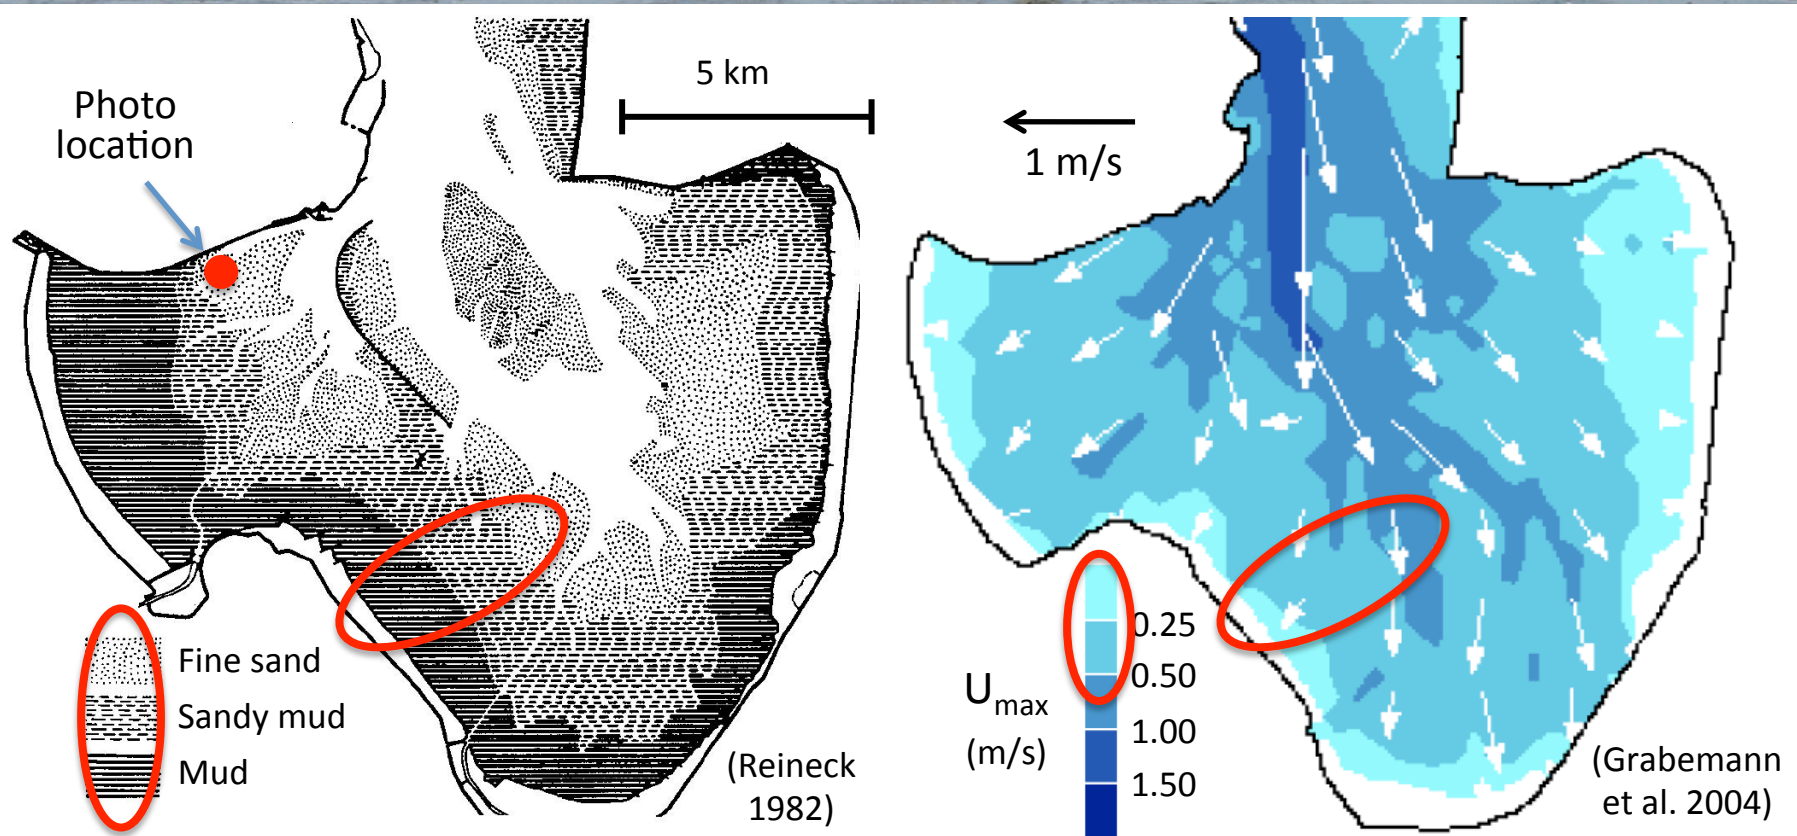 Photo
location
5 km
Fine sand
Sandy mud
Mud
(Reineck
1982)
1 m/s
U_max
(m/s)
0.25
0.50
1.00
1.50
(Grabemann
et al. 2004)